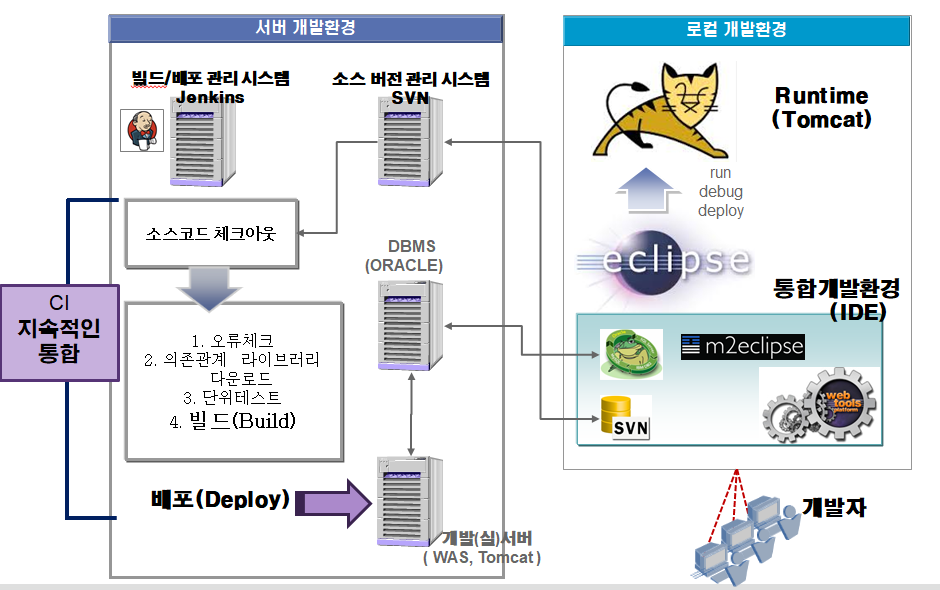 서버 개발환경
빌드/배포 관리 시스템
Jenkins
소스 버전 관리 시스템
SVN
소스코드 체크아웃
DBMS
(ORACLE)
CI
지속적인
통합
1. 오류체크
2. 의존관계 라이브러리
다운로드
3. 단위테스트
4. 빌드(Build)
배포(Deploy)
개발(실)서버
( WAS, Tomcat )
로컬 개발환경
Runtime
(Tomcat)
run
debug
deploy
eclipse
통합개발환경
(IDE)
m2eclipse
SVN
web
tools
platform
개발자